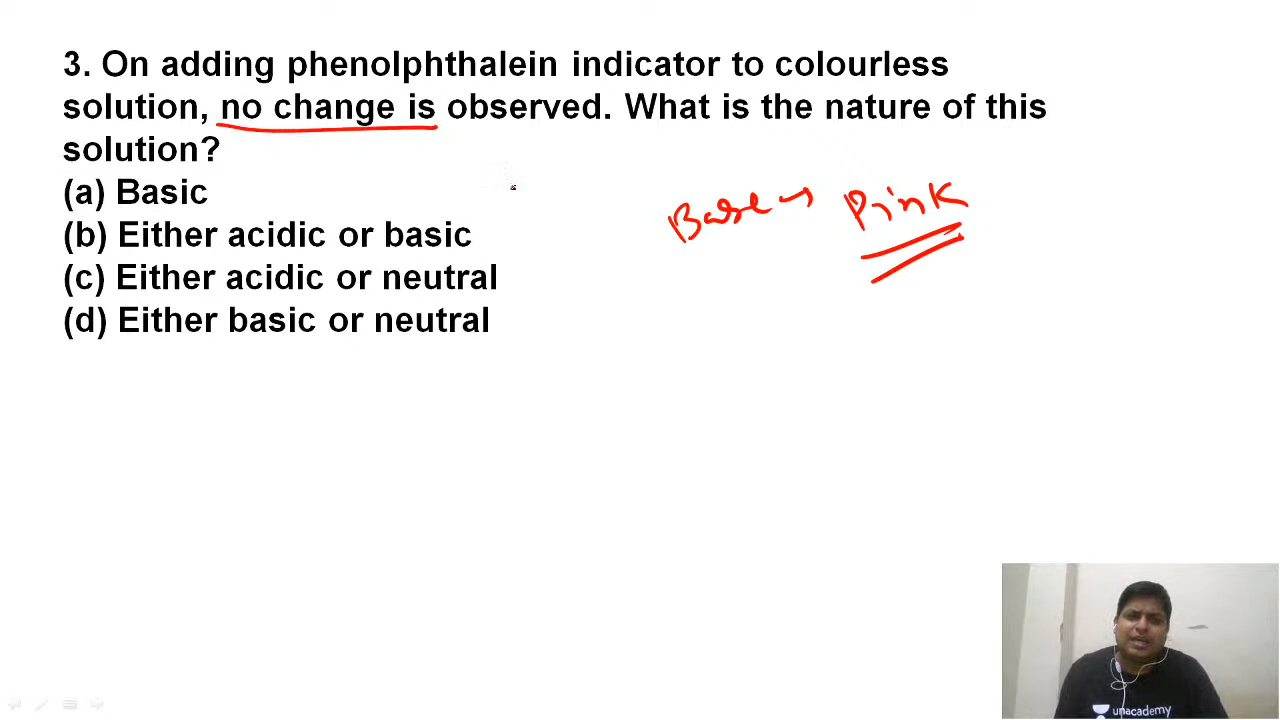 3. On adding phenolphthalein indicator to colourless
solution, no change is observed. What is the nature of this
solution?
(a) Basic
(b) Either acidic or basic
(c) Either acidic or neutral
(d) Either basic or neutral
Base → Pink
unacademy